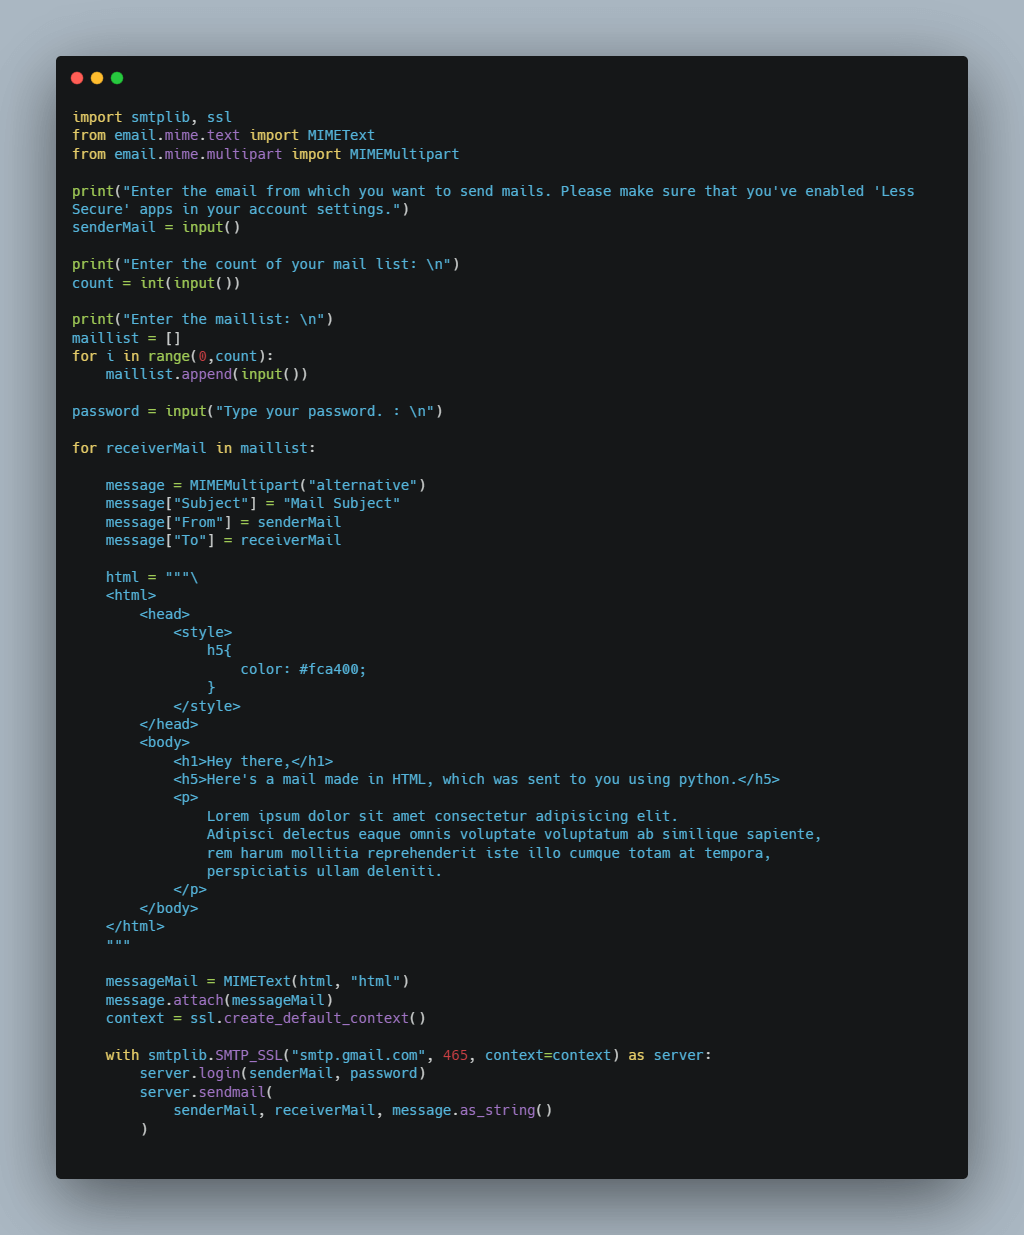 import smtplib, ssl
from email.mime.text import MIMEText
from email.mime.multipart import MIMEMultipart

print("Enter the email from which you want to send mails. Please make sure that you've enabled 'Less
Secure' apps in your account settings.")
senderMail = input()

print("Enter the count of your mail list: \n")
count = int(input())

print("Enter the maillist: \n")
maillist = []
for i in range(0,count):
    maillist.append(input())

password = input("Type your password. : \n")

for receiverMail in maillist:

    message = MIMEMultipart("alternative")
    message["Subject"] = "Mail Subject"
    message["From"] = senderMail
    message["To"] = receiverMail

    html = """\
    <html>
        <head>
            <style>
                h5{
                    color: #fca400;
                }
            </style>
        </head>
        <body>
            <h1>Hey there,</h1>
            <h5>Here's a mail made in HTML, which was sent to you using python.</h5>
            <p>
                Lorem ipsum dolor sit amet consectetur adipisicing elit.
                Adipisci delectus eaque omnis voluptate voluptatum ab similique sapiente,
                rem harum mollitia reprehenderit iste illo cumque totam at tempora,
                perspiciatis ullam deleniti.
            </p>
        </body>
    </html>
    """

    messageMail = MIMEText(html, "html")
    message.attach(messageMail)
    context = ssl.create_default_context()

    with smtplib.SMTP_SSL("smtp.gmail.com", 465, context=context) as server:
        server.login(senderMail, password)
        server.sendmail(
            senderMail, receiverMail, message.as_string()
        )